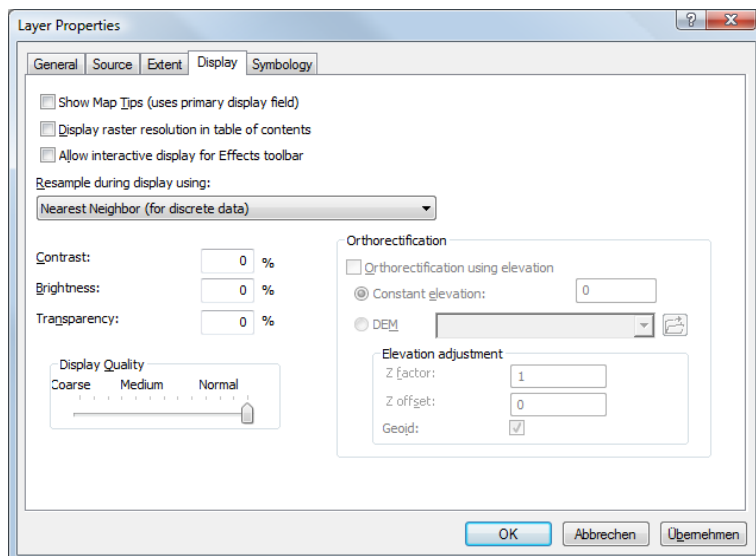 Layer Properties
?
X
General Source Extent Display Symbology
Show Map Tips (uses primary display field)
Display raster resolution in table of contents
Allow interactive display for Effects toolbar
Resample during display using:
Nearest Neighbor (for discrete data)
Contrast: 0 %
Brightness: 0 %
Transparency: 0 %
Display Quality
Coarse Medium Normal
Orthorectification
Orthorectification using elevation
Constant elevation: 0
DEM
Elevation adjustment
Z factor: 1
Z offset: 0
Geoid:
OK Abbrechen Übernehmen